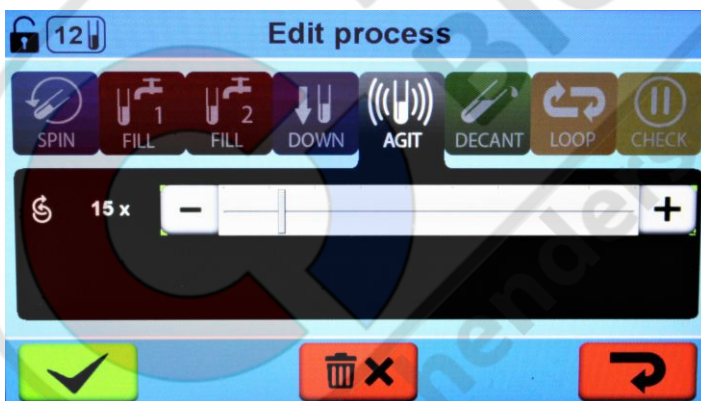 12
Edit process
SPIN
1
FILL
2
FILL
DOWN
AGIT
DECANT
LOOP
CHECK
15 x